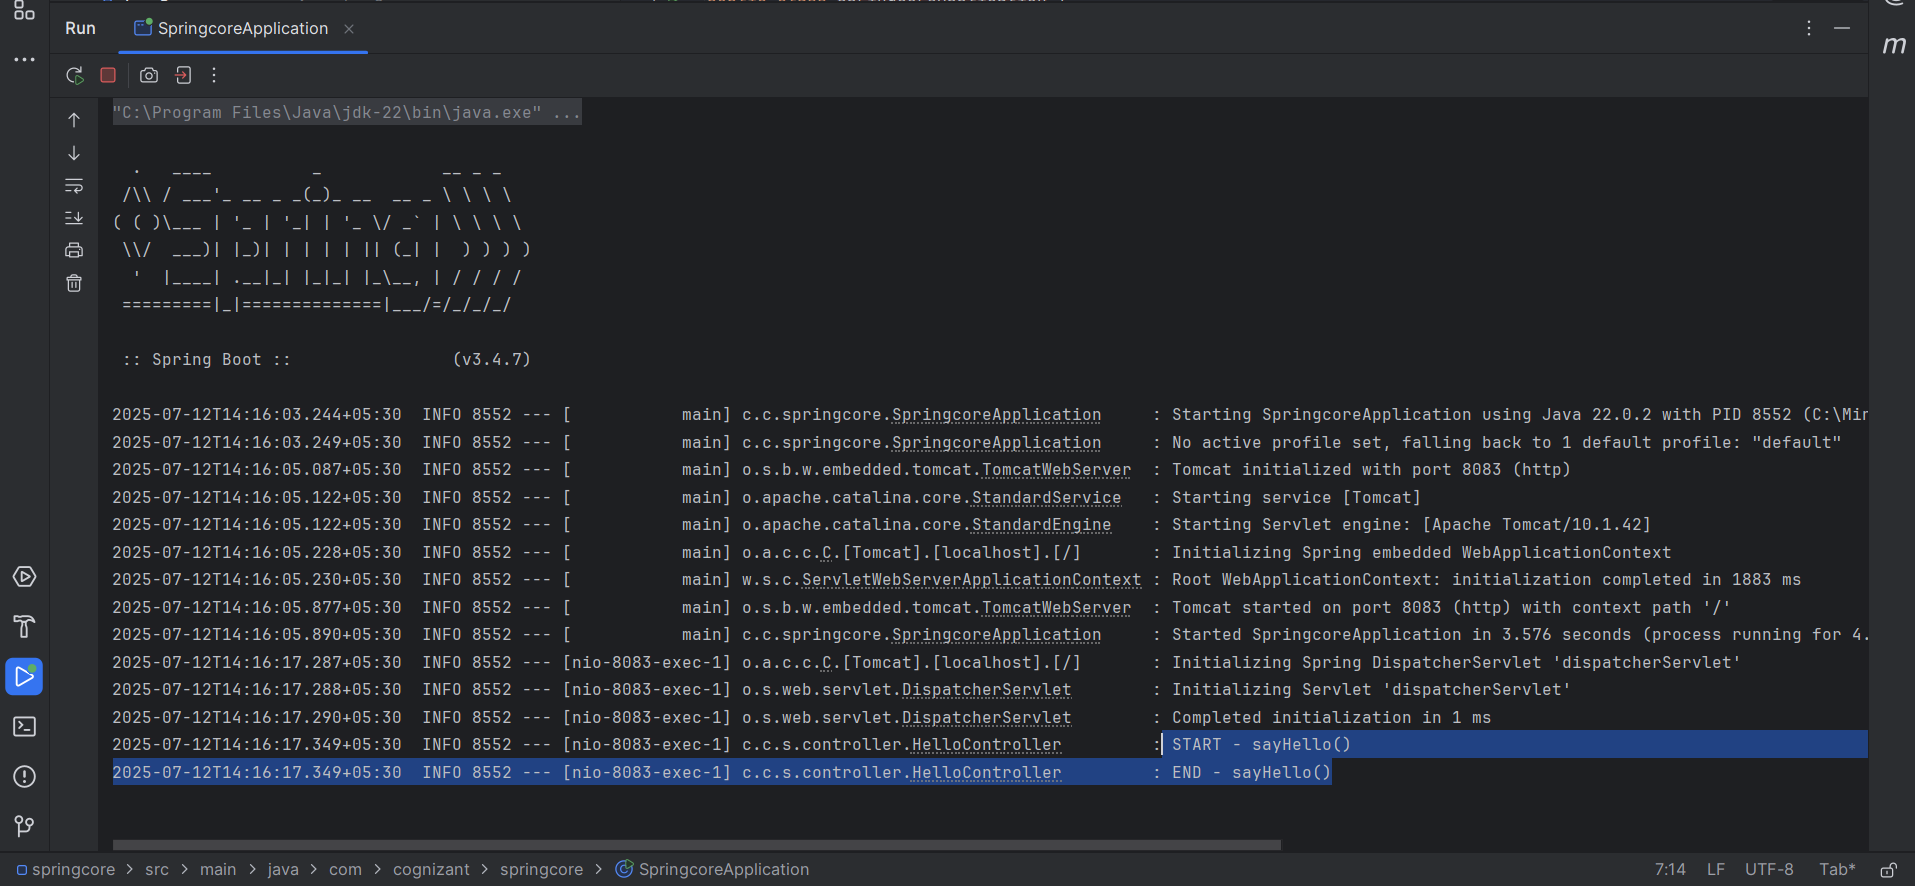 Run SpringcoreApplication
"C:\Program Files\Java\jdk-22\bin\java.exe" ...
  .   ____          _            __ _ _
 /\\ / ___'_ __ _ _(_)_ __  __ _ \ \ \ \
( ( )\___ | '_ | '_| | '_ \/ _` | \ \ \ \
 \\/  ___)| |_)| | | | | || (_| |  ) ) ) )
  '  |____| .__|_| |_|_| |_\__, | / / / /
 =========|_|==============|___/=/_/_/_/
 :: Spring Boot ::                (v3.4.7)
2025-07-12T14:16:03.244+05:30  INFO 8552 --- [           main] c.c.springcore.SpringcoreApplication     : Starting SpringcoreApplication using Java 22.0.2 with PID 8552 (C:\Min
2025-07-12T14:16:03.249+05:30  INFO 8552 --- [           main] c.c.springcore.SpringcoreApplication     : No active profile set, falling back to 1 default profile: "default"
2025-07-12T14:16:05.087+05:30  INFO 8552 --- [           main] o.s.b.w.embedded.tomcat.TomcatWebServer  : Tomcat initialized with port 8083 (http)
2025-07-12T14:16:05.122+05:30  INFO 8552 --- [           main] o.apache.catalina.core.StandardService   : Starting service [Tomcat]
2025-07-12T14:16:05.122+05:30  INFO 8552 --- [           main] o.apache.catalina.core.StandardEngine    : Starting Servlet engine: [Apache Tomcat/10.1.42]
2025-07-12T14:16:05.228+05:30  INFO 8552 --- [           main] o.a.c.c.C.[Tomcat].[localhost].[/]       : Initializing Spring embedded WebApplicationContext
2025-07-12T14:16:05.230+05:30  INFO 8552 --- [           main] w.s.c.ServletWebServerApplicationContext : Root WebApplicationContext: initialization completed in 1883 ms
2025-07-12T14:16:05.877+05:30  INFO 8552 --- [           main] o.s.b.w.embedded.tomcat.TomcatWebServer  : Tomcat started on port 8083 (http) with context path '/'
2025-07-12T14:16:05.890+05:30  INFO 8552 --- [           main] c.c.springcore.SpringcoreApplication     : Started SpringcoreApplication in 3.576 seconds (process running for 4.
2025-07-12T14:16:17.287+05:30  INFO 8552 --- [nio-8083-exec-1] o.a.c.c.C.[Tomcat].[localhost].[/]       : Initializing Spring DispatcherServlet 'dispatcherServlet'
2025-07-12T14:16:17.288+05:30  INFO 8552 --- [nio-8083-exec-1] o.s.web.servlet.DispatcherServlet        : Initializing Servlet 'dispatcherServlet'
2025-07-12T14:16:17.290+05:30  INFO 8552 --- [nio-8083-exec-1] o.s.web.servlet.DispatcherServlet        : Completed initialization in 1 ms
2025-07-12T14:16:17.349+05:30  INFO 8552 --- [nio-8083-exec-1] c.c.s.controller.HelloController         : START - sayHello()
2025-07-12T14:16:17.349+05:30  INFO 8552 --- [nio-8083-exec-1] c.c.s.controller.HelloController         : END - sayHello()
springcore > src > main > java > com > cognizant > springcore > SpringcoreApplication 7:14 LF UTF-8 Tab*